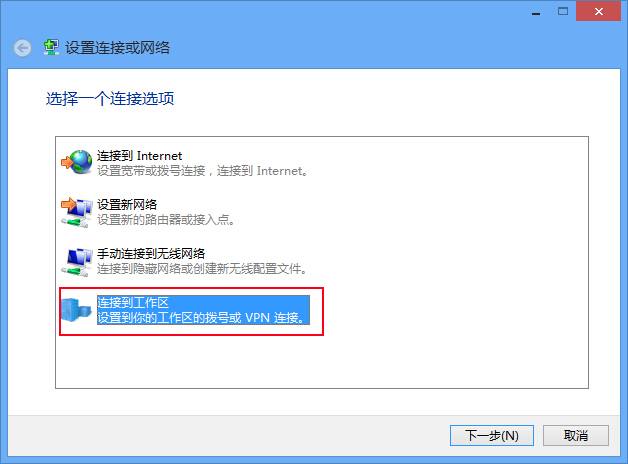 设置连接或网络
选择一个连接选项
连接到 Internet
设置宽带或拨号连接，连接到 Internet。
设置新网络
设置新的路由器或接入点。
手动连接到无线网络
连接到隐藏网络或创建新无线配置文件。
连接到工作区
设置到你的工作区的拨号或 VPN 连接。
下一步(N)
取消